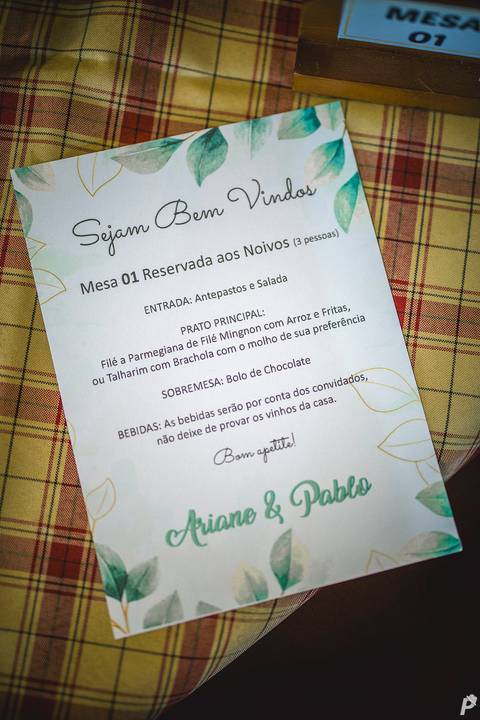 MESA
01
Sejam Bem Vindos
Mesa 01 Reservada aos Noivos (3 pessoas)
ENTRADA: Antepastos e Salada
PRATO PRINCIPAL:
Filé a Parmegiana de Filé Mingnon com Arroz e Fritas,
ou Talharim com Brachola com o molho de sua preferência
SOBREMESA: Bolo de Chocolate
BEBIDAS: As bebidas serão por conta dos convidados,
não deixe de provar os vinhos da casa.
Bom apetite!
Ariane & Pablo